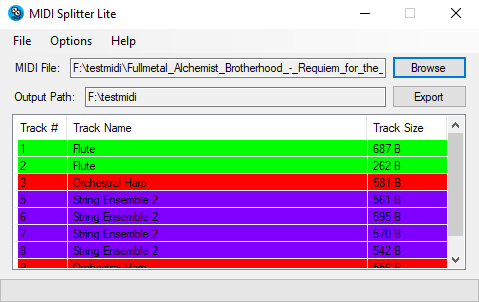 MIDI Splitter Lite
File Options Help
MIDI File: F:\testmidi\Fullmetal_Alchemist_Brotherhood_-_Requiem_for_the_ Browse
Output Path: F:\testmidi Export
Track # Track Name Track Size
1 Flute 687 B
2 Flute 262 B
3 Orchestral Harp 581 B
5 String Ensemble 2 561 B
6 String Ensemble 2 595 B
7 String Ensemble 2 570 B
8 String Ensemble 2 542 B
9 Orchestral Harp 556 B